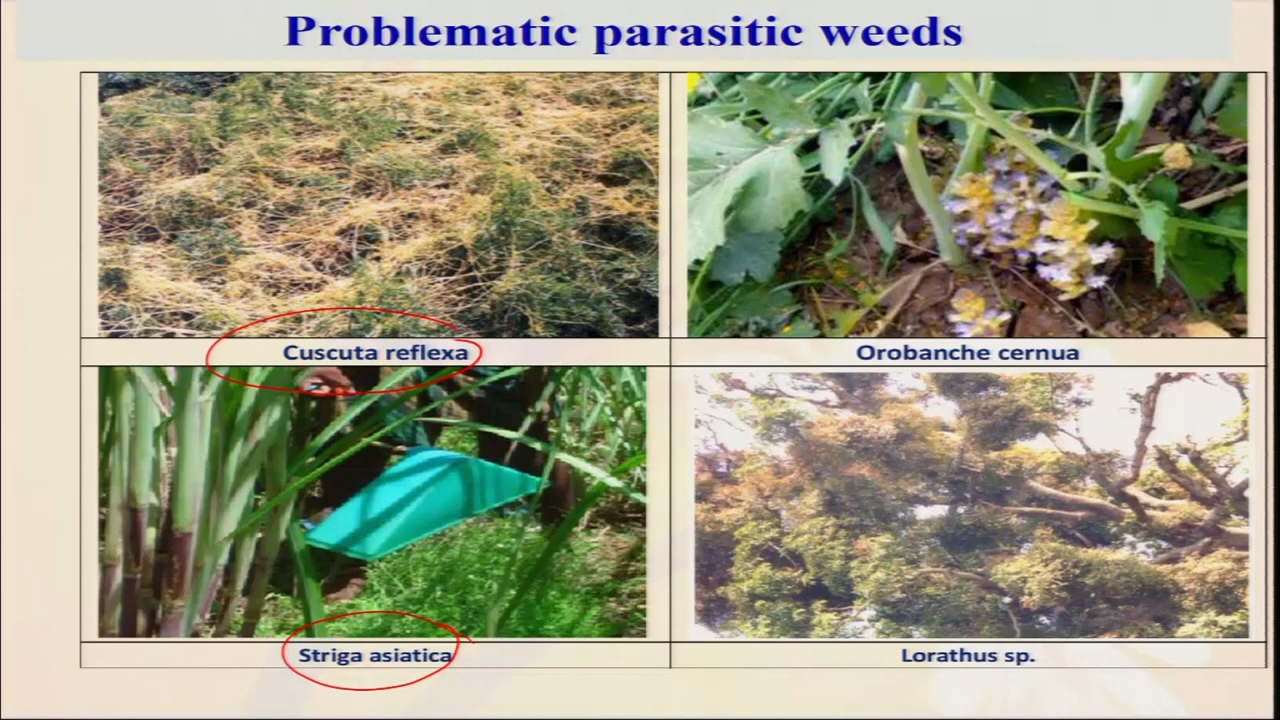 Problematic parasitic weeds
Cuscuta reflexa
Orobanche cernua
Striga asiatica
Lorathus sp.